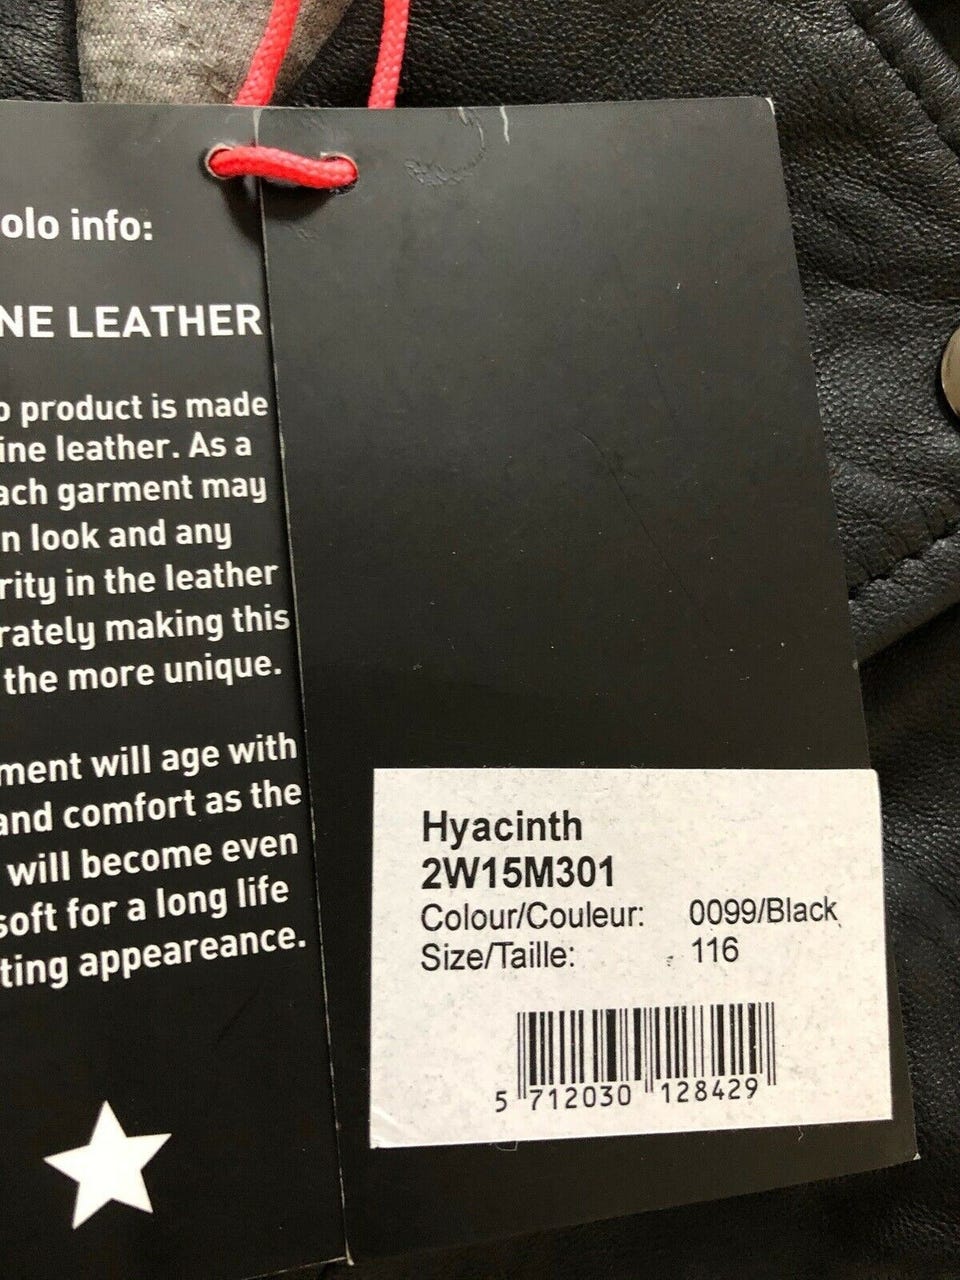 olo info:
NE LEATHER
o product is made
ine leather. As a
ach garment may
n look and any
rity in the leather
rately making this
the more unique.
ment will age with
and comfort as the
will become even
soft for a long life
ting appeareance.
Hyacinth
2W15M301
Colour/Couleur: 0099/Black
Size/Taille: 116
5 712030 128429